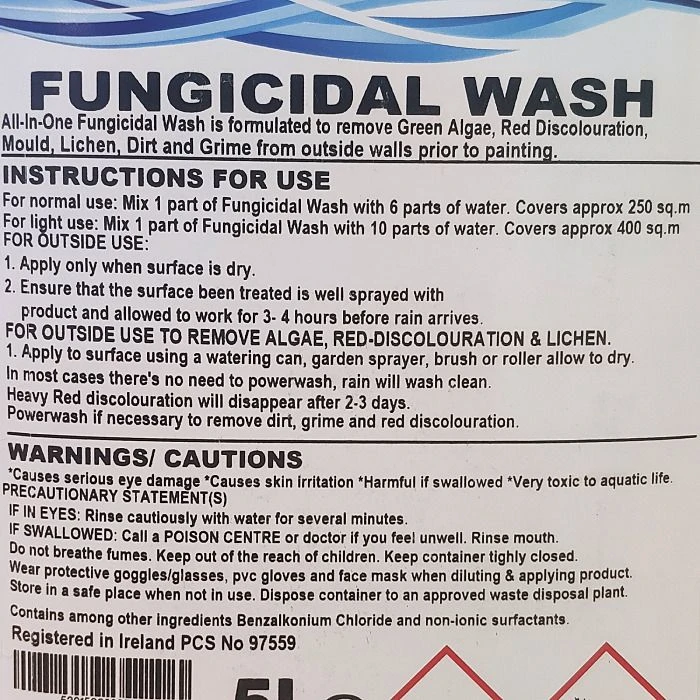 FUNGICIDAL WASH
All-In-One Fungicidal Wash is formulated to remove Green Algae, Red Discolouration,
Mould, Lichen, Dirt and Grime from outside walls prior to painting.
INSTRUCTIONS FOR USE
For normal use: Mix 1 part of Fungicidal Wash with 6 parts of water. Covers approx 250 sq.m
For light use: Mix 1 part of Fungicidal Wash with 10 parts of water. Covers approx 400 sq.m
FOR OUTSIDE USE:
1. Apply only when surface is dry.
2. Ensure that the surface been treated is well sprayed with
product and allowed to work for 3- 4 hours before rain arrives.
FOR OUTSIDE USE TO REMOVE ALGAE, RED-DISCOLOURATION & LICHEN.
1. Apply to surface using a watering can, garden sprayer, brush or roller allow to dry.
In most cases there's no need to powerwash, rain will wash clean.
Heavy Red discolouration will disappear after 2-3 days.
Powerwash if necessary to remove dirt, grime and red discolouration.
WARNINGS/ CAUTIONS
*Causes serious eye damage *Causes skin irritation *Harmful if swallowed *Very toxic to aquatic life.
PRECAUTIONARY STATEMENT(S)
IF IN EYES: Rinse cautiously with water for several minutes.
IF SWALLOWED: Call a POISON CENTRE or doctor if you feel unwell. Rinse mouth.
Do not breathe fumes. Keep out of the reach of children. Keep container tighly closed.
Wear protective goggles/glasses, pvc gloves and face mask when diluting & applying product.
Store in a safe place when not in use. Dispose container to an approved waste disposal plant.
Contains among other ingredients Benzalkonium Chloride and non-ionic surfactants.
Registered in Ireland PCS No 97559